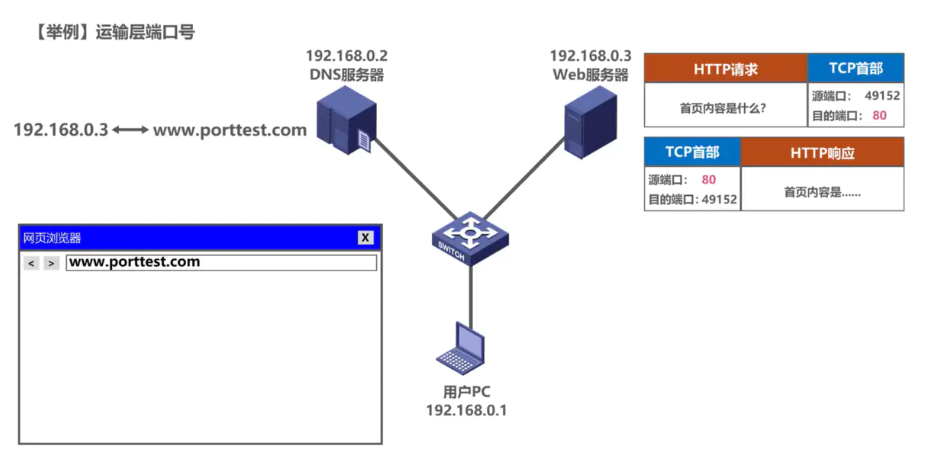 【举例】运输层端口号
192.168.0.2
DNS服务器
192.168.0.3
Web服务器
192.168.0.3
www.porttest.com
HTTP请求
TCP首部
首页内容是什么?
源端口: 49152
目的端口: 80
TCP首部
HTTP响应
源端口: 80
目的端口: 49152
首页内容是......
SWITCH
网页浏览器
X
< >
www.porttest.com
用户PC
192.168.0.1